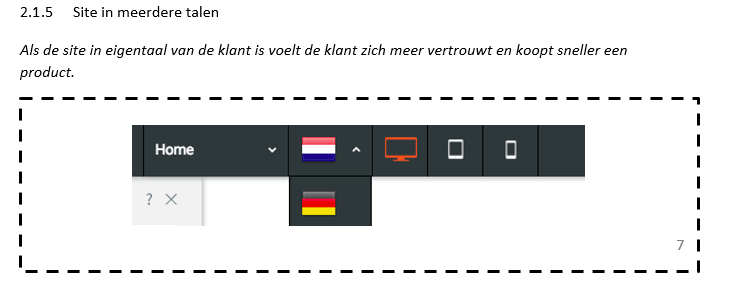 2.1.5 Site in meerdere talen
Als de site in eigentaal van de klant is voelt de klant zich meer vertrouwt en koopt sneller een
product.
Home
? ×
7